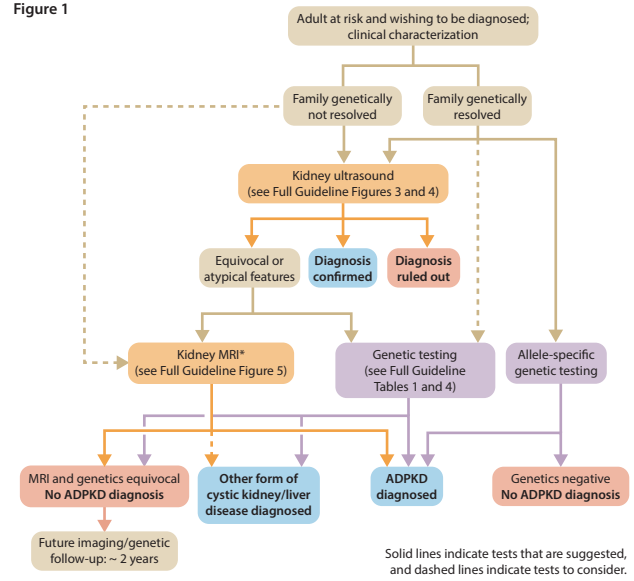 Figure 1
Adult at risk and wishing to be diagnosed;
clinical characterization
Family genetically
not resolved
Family genetically
resolved
Kidney ultrasound
(see Full Guideline Figures 3 and 4)
Equivocal or
atypical features
Diagnosis
confirmed
Diagnosis
ruled out
Kidney MRI*
(see Full Guideline Figure 5)
Genetic testing
(see Full Guideline
Tables 1 and 4)
Allele-specific
genetic testing
MRI and genetics equivocal
No ADPKD diagnosis
Other form of
cystic kidney/liver
disease diagnosed
ADPKD
diagnosed
Genetics negative
No ADPKD diagnosis
Future imaging/genetic
follow-up: ~ 2 years
Solid lines indicate tests that are suggested,
and dashed lines indicate tests to consider.